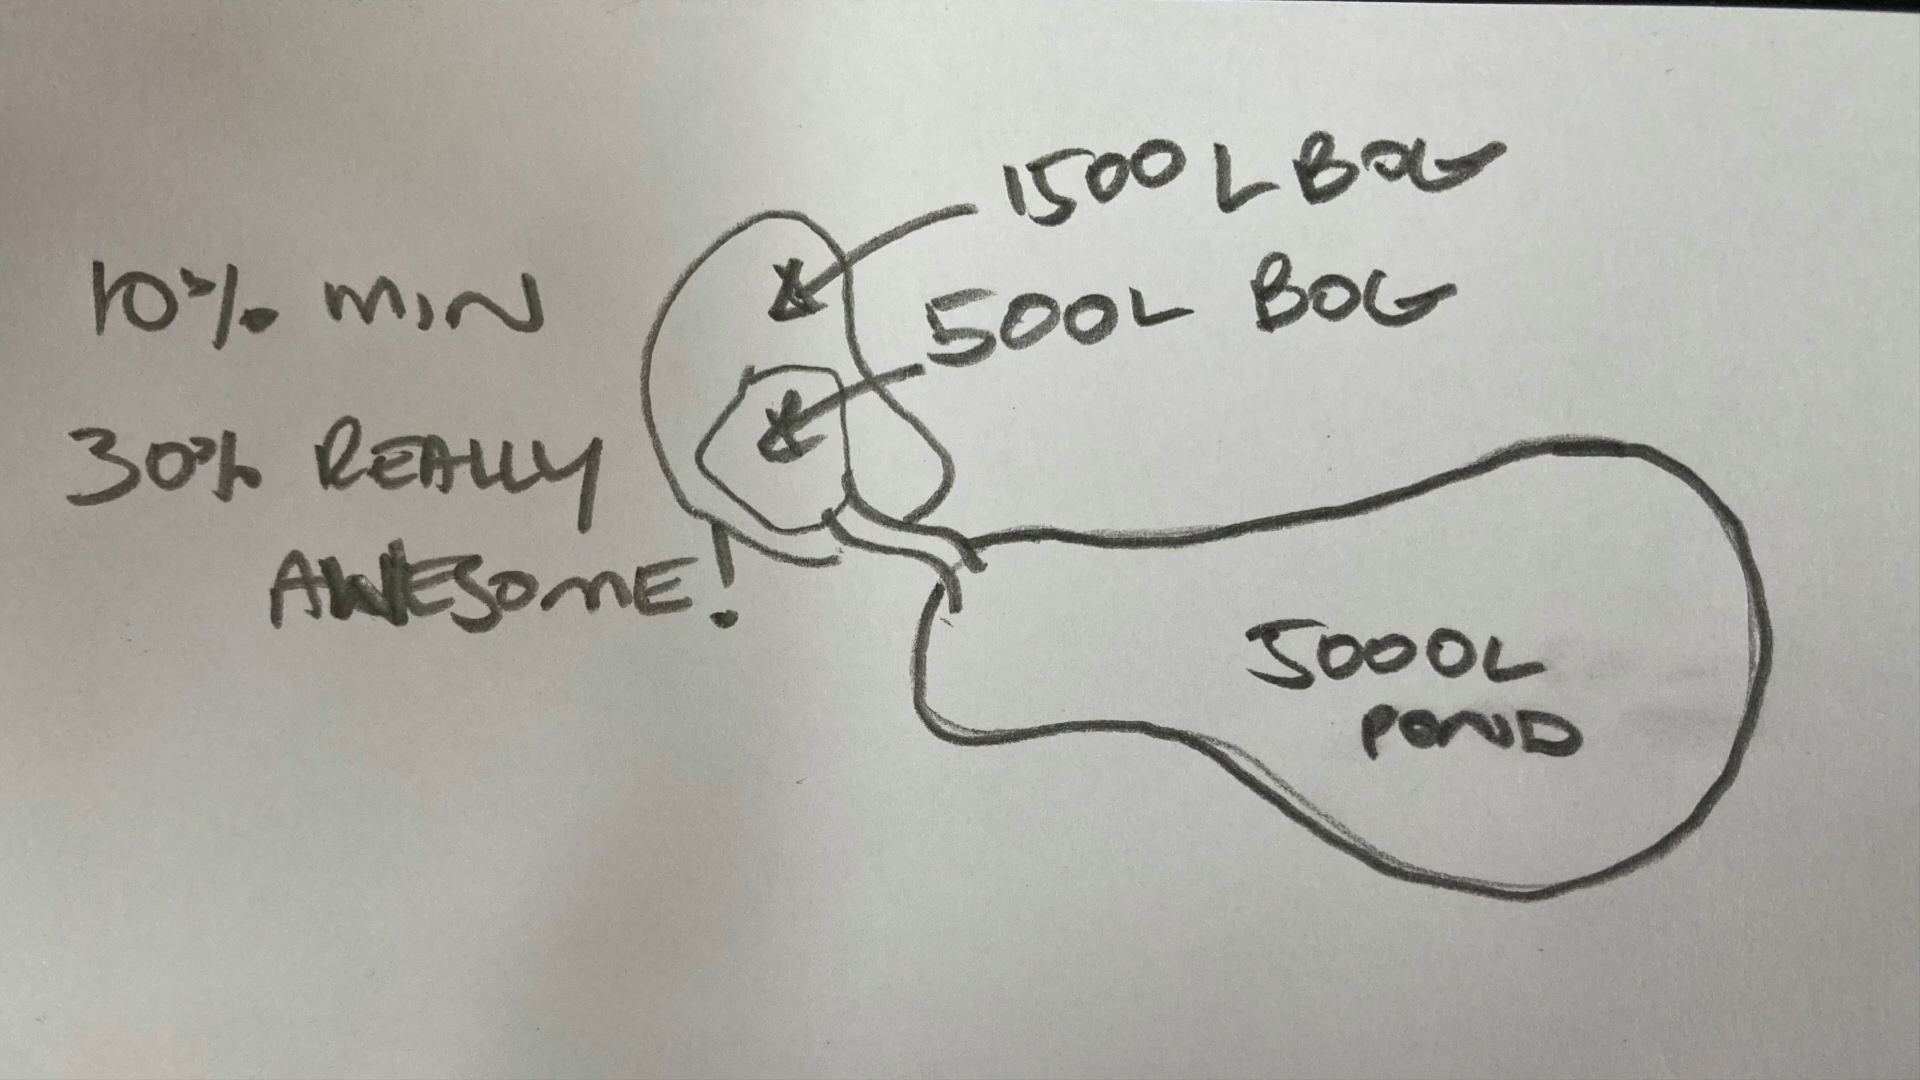 1500L BOG
500L BOG
10% MIN
30% REALLY
AWESOME!
5000L
POND